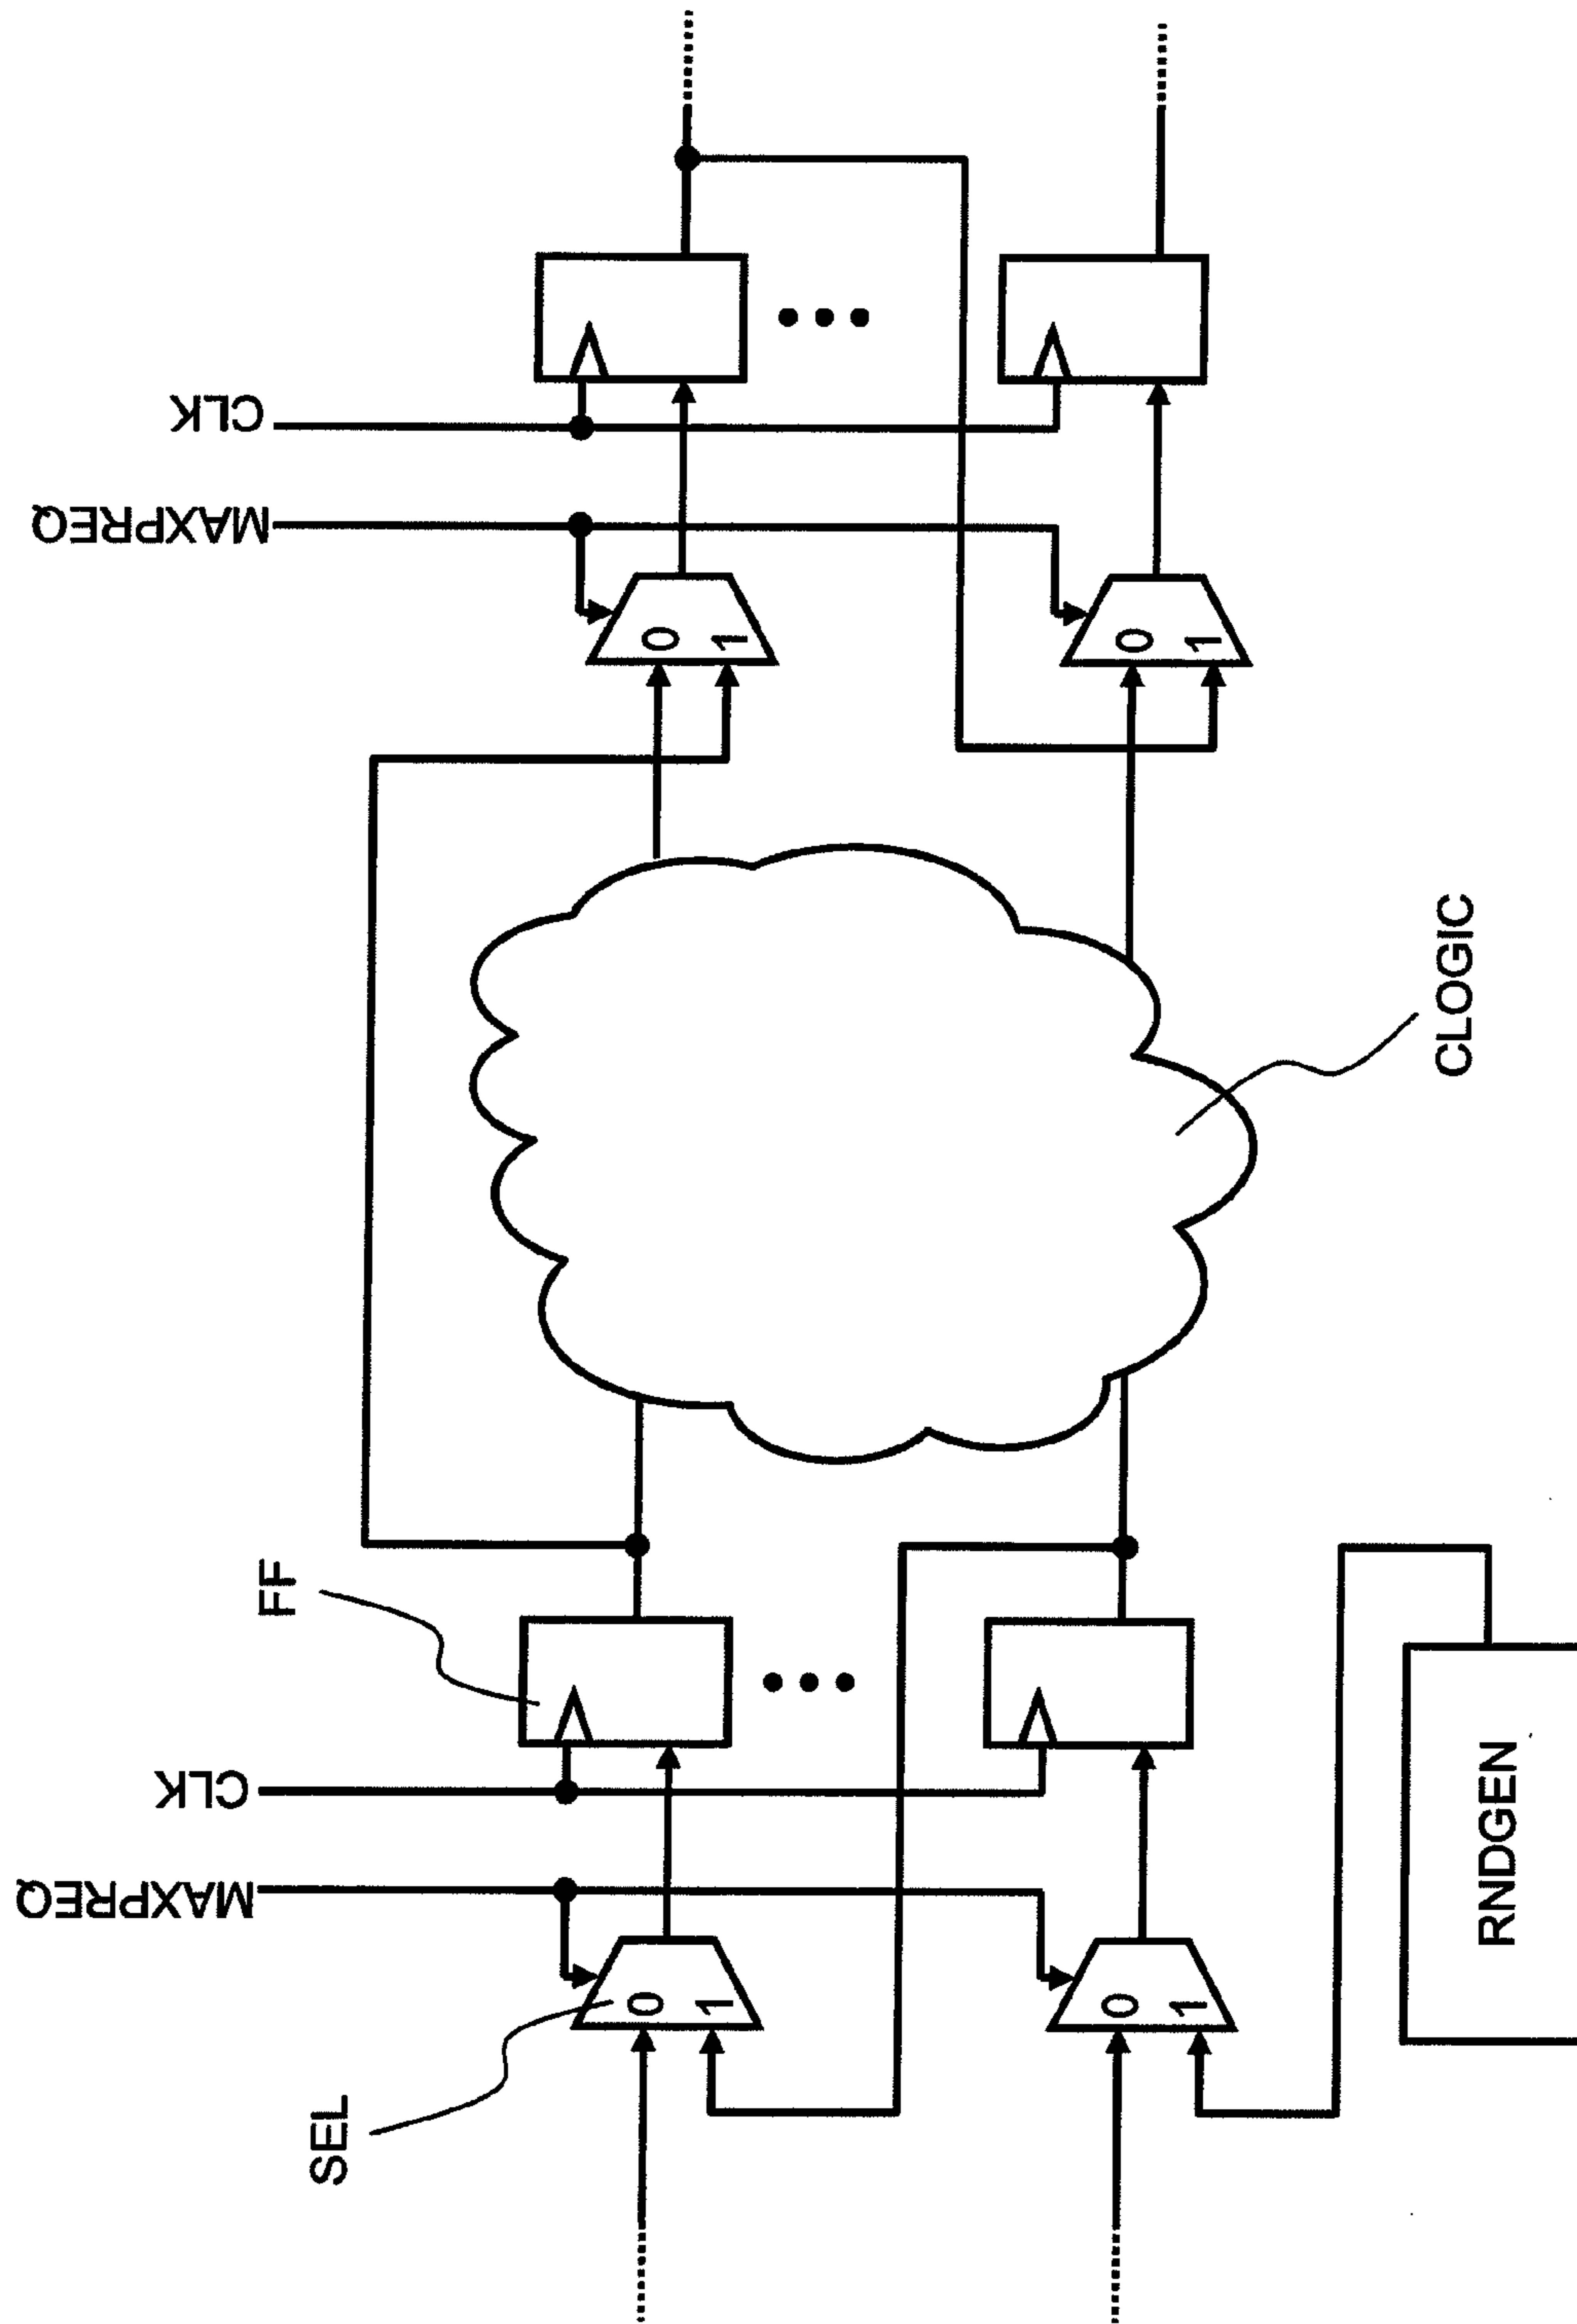 MAXPREQ
CLK
MAXPREQ
CLK
SEL
FF
0
1
0
1
0
1
0
1
CLOGIC
RNDGEN